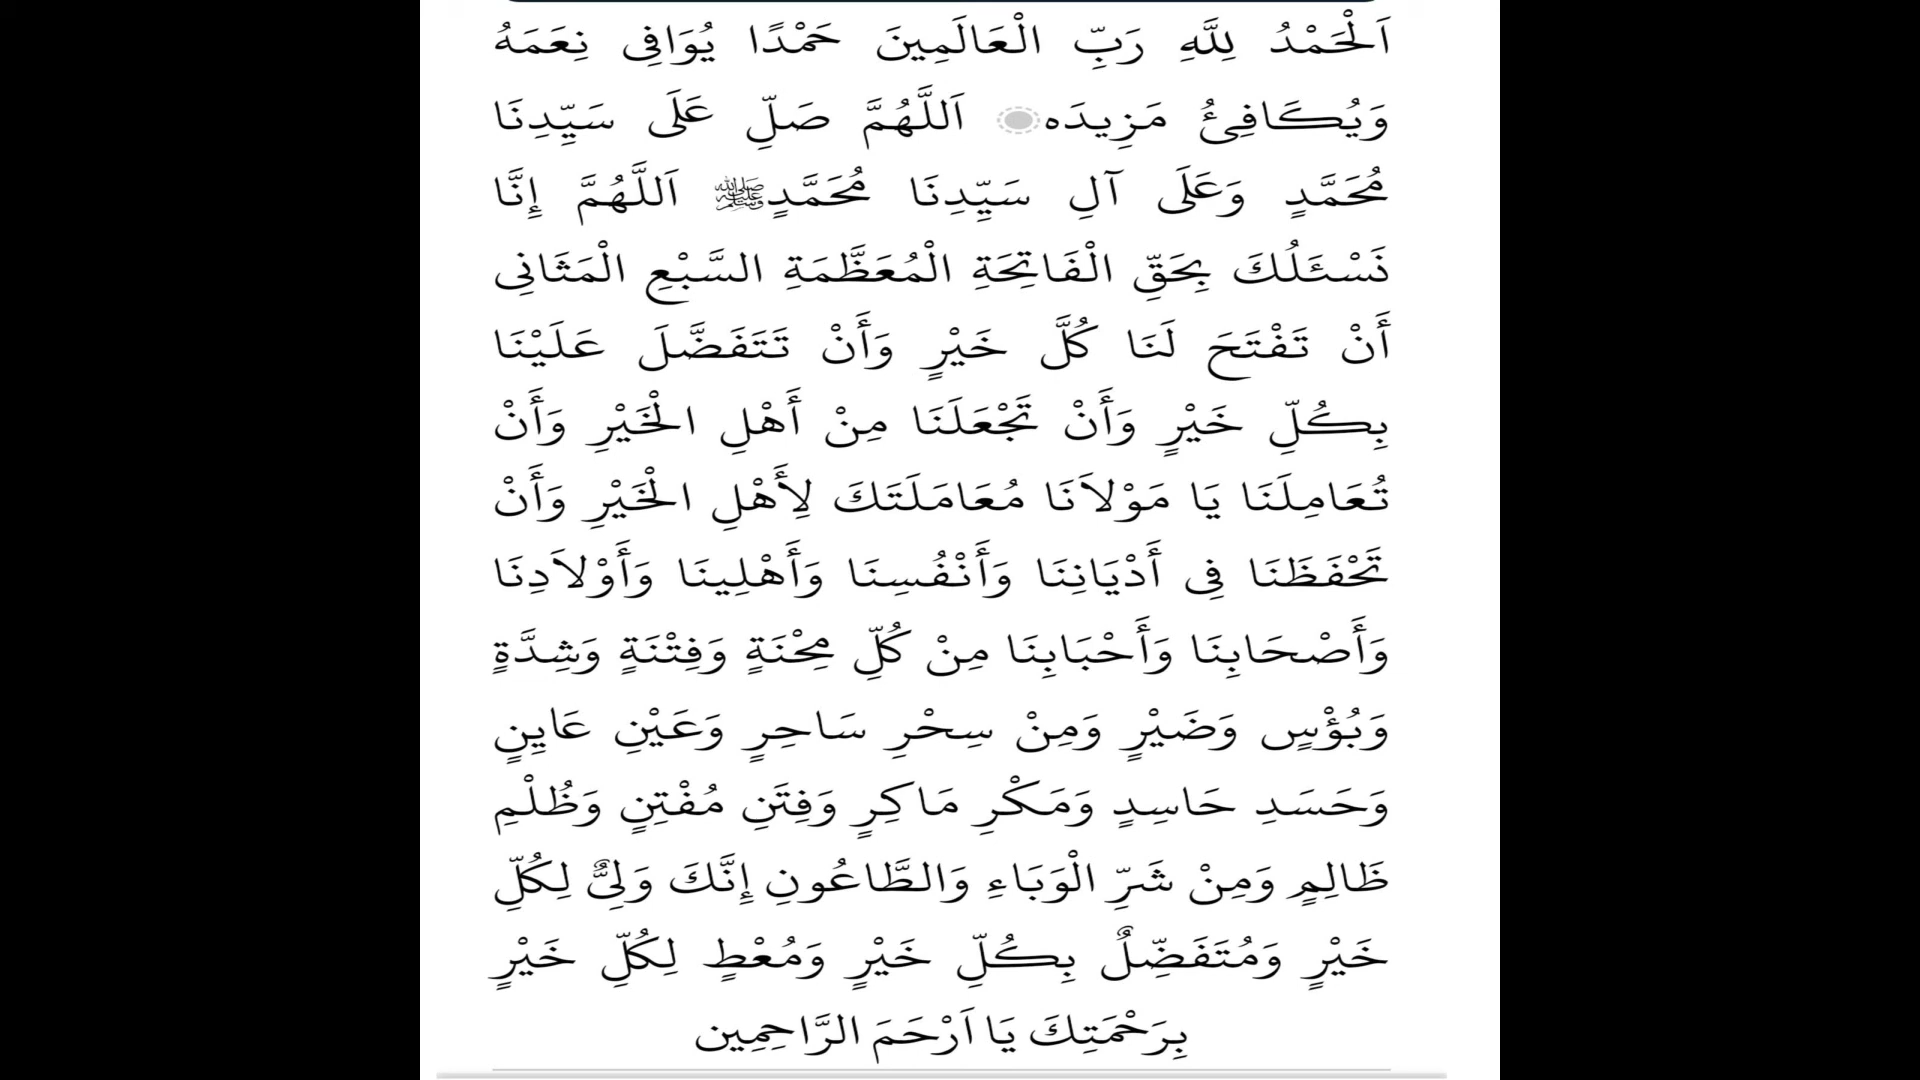 اَلْحَمْدُ لِلَّهِ رَبِّ الْعَالَمِينَ حَمْدًا يُوَافِى نِعَمَهُ
وَيُكَافِئُ مَزِيدَه اَللَّهُمَّ صَلِّ عَلَى سَيِّدِنَا
مُحَمَّدٍ وَعَلَى آلِ سَيِّدِنَا مُحَمَّدٍ ﷺ اَللَّهُمَّ إِنَّا
نَسْـَٔلُكَ بِحَقِّ الْفَاتِحَةِ الْمُعَظَّمَةِ السَّبْعِ الْمَثَانِى
أَنْ تَفْتَحَ لَنَا كُلَّ خَيْرٍ وَأَنْ تَتَفَضَّلَ عَلَيْنَا
بِكُلِّ خَيْرٍ وَأَنْ تَجْعَلَنَا مِنْ أَهْلِ الْخَيْرِ وَأَنْ
تُعَامِلَنَا يَا مَوْلَانَا مُعَامَلَتَكَ لِأَهْلِ الْخَيْرِ وَأَنْ
تَحْفَظَنَا فِى أَدْيَانِنَا وَأَنْفُسِنَا وَأَهْلِينَا وَأَوْلَادِنَا
وَأَصْحَابِنَا وَأَحْبَابِنَا مِنْ كُلِّ مِحْنَةٍ وَفِتْنَةٍ وَشِدَّةٍ
وَبُؤْسٍ وَضَيْرٍ وَمِنْ سِحْرِ سَاحِرٍ وَعَيْنِ عَايِنٍ
وَحَسَدِ حَاسِدٍ وَمَكْرِ مَاكِرٍ وَفِتَنِ مُفْتِنٍ وَظُلْمِ
ظَالِمٍ وَمِنْ شَرِّ الْوَبَاءِ وَالطَّاعُونِ إِنَّكَ وَلِىٌّ لِكُلِّ
خَيْرٍ وَمُتَفَضِّلٌ بِكُلِّ خَيْرٍ وَمُعْطٍ لِكُلِّ خَيْرٍ
بِرَحْمَتِكَ يَا اَرْحَمَ الرَّاحِمِين